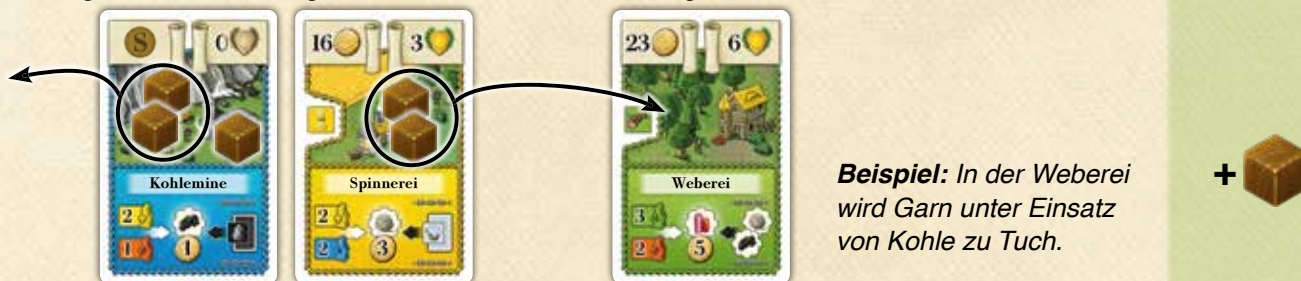 S 0
16 3
23 6
Kohlemine
Spinnerei
Weberei
2 1 1
2 2 3
3 2 5
Beispiel: In der Weberei
wird Garn unter Einsatz
von Kohle zu Tuch.
+